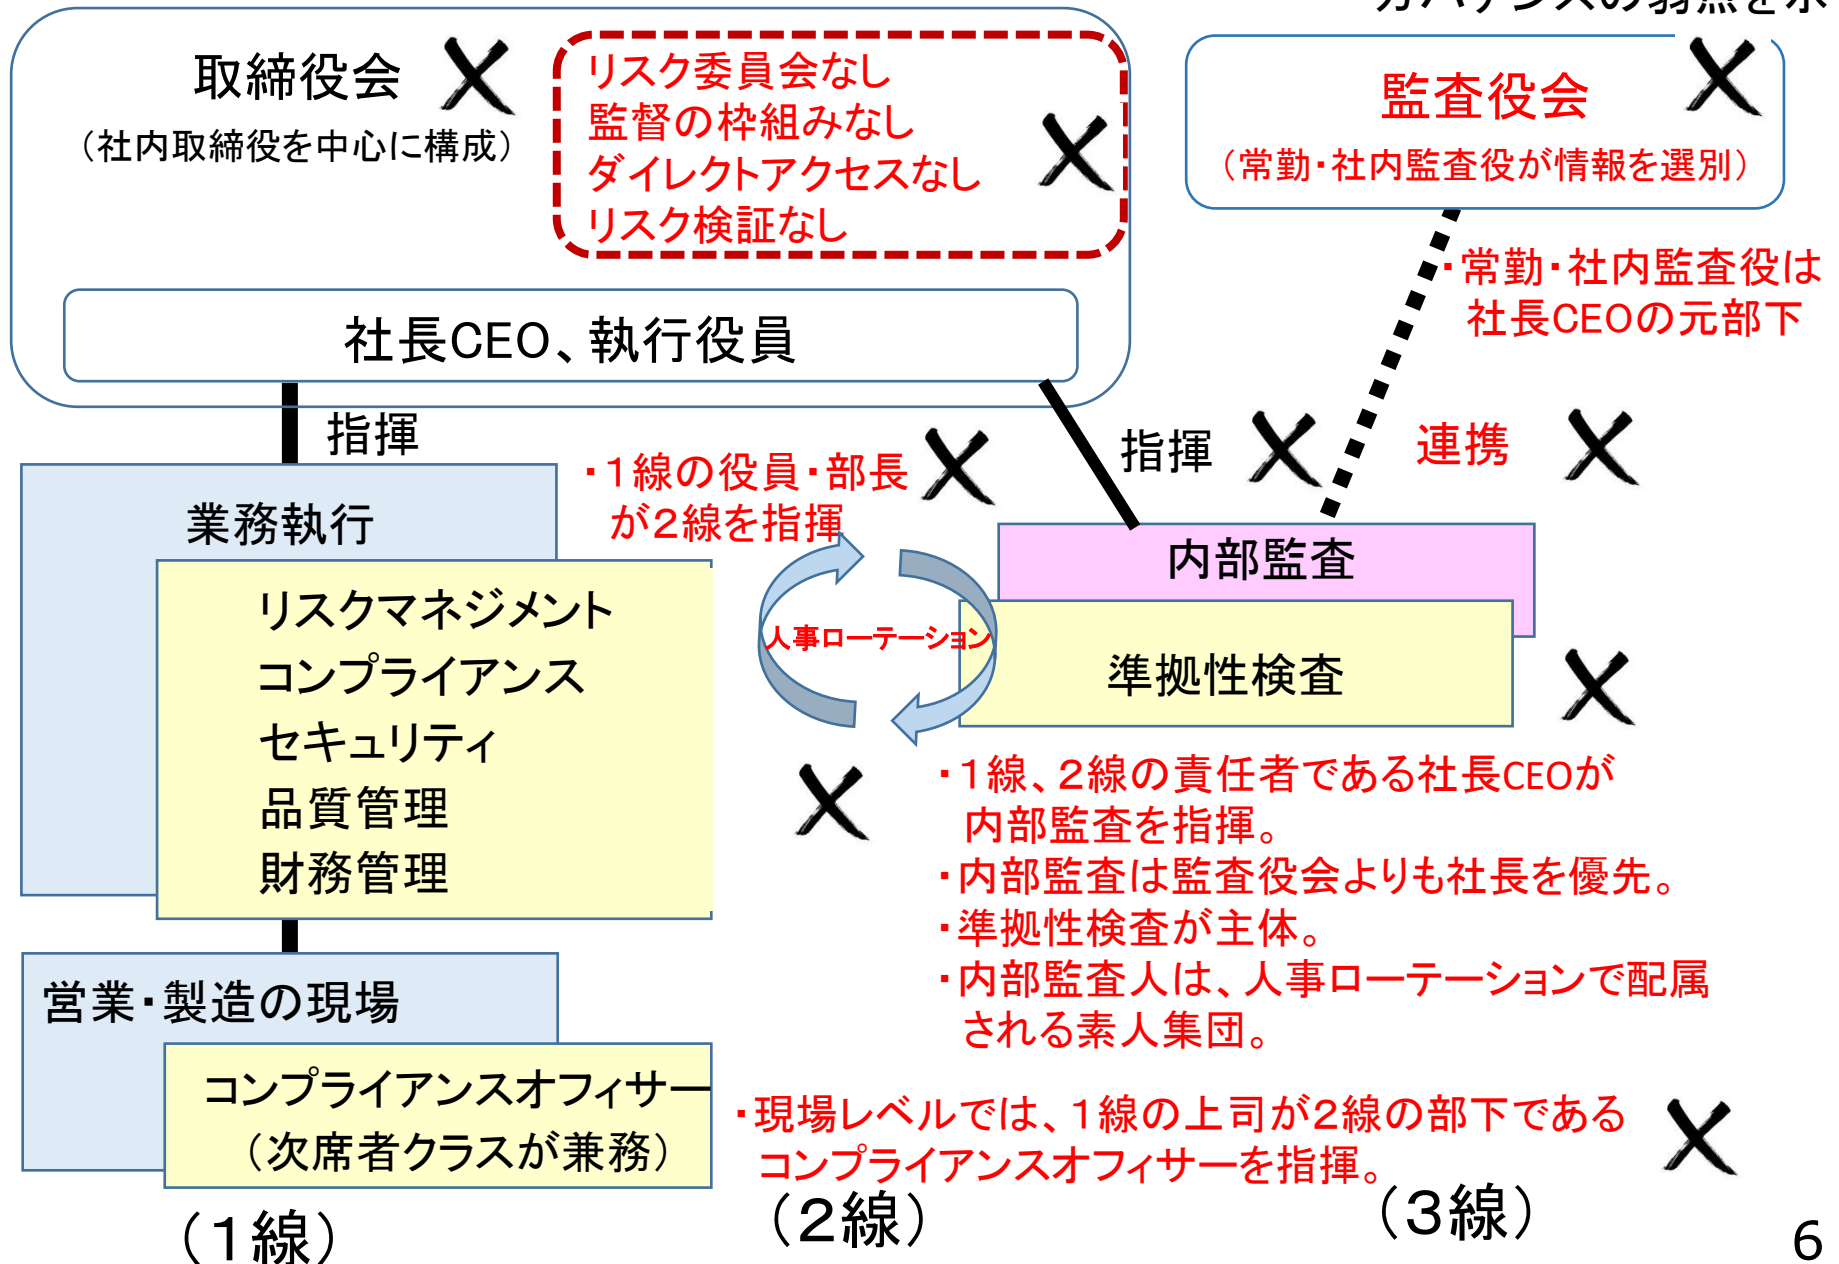 ガバナンスの弱点を
取締役会
（社内取締役を中心に構成）
リスク委員会なし
監督の枠組みなし
ダイレクトアクセスなし
リスク検証なし
監査役会
（常勤・社内監査役が情報を選別）
・常勤・社内監査役は
社長CEOの元部下
社長CEO、執行役員
指揮
・１線の役員・部長
が２線を指揮
指揮
連携
業務執行
リスクマネジメント
コンプライアンス
セキュリティ
品質管理
財務管理
人事ローテーション
内部監査
準拠性検査
・１線、２線の責任者である社長CEOが
内部監査を指揮。
・内部監査は監査役会よりも社長を優先。
・準拠性検査が主体。
・内部監査人は、人事ローテーションで配属
される素人集団。
営業・製造の現場
コンプライアンスオフィサー
（次席者クラスが兼務）
・現場レベルでは、１線の上司が２線の部下である
コンプライアンスオフィサーを指揮。
（１線）
（２線）
（３線）
6